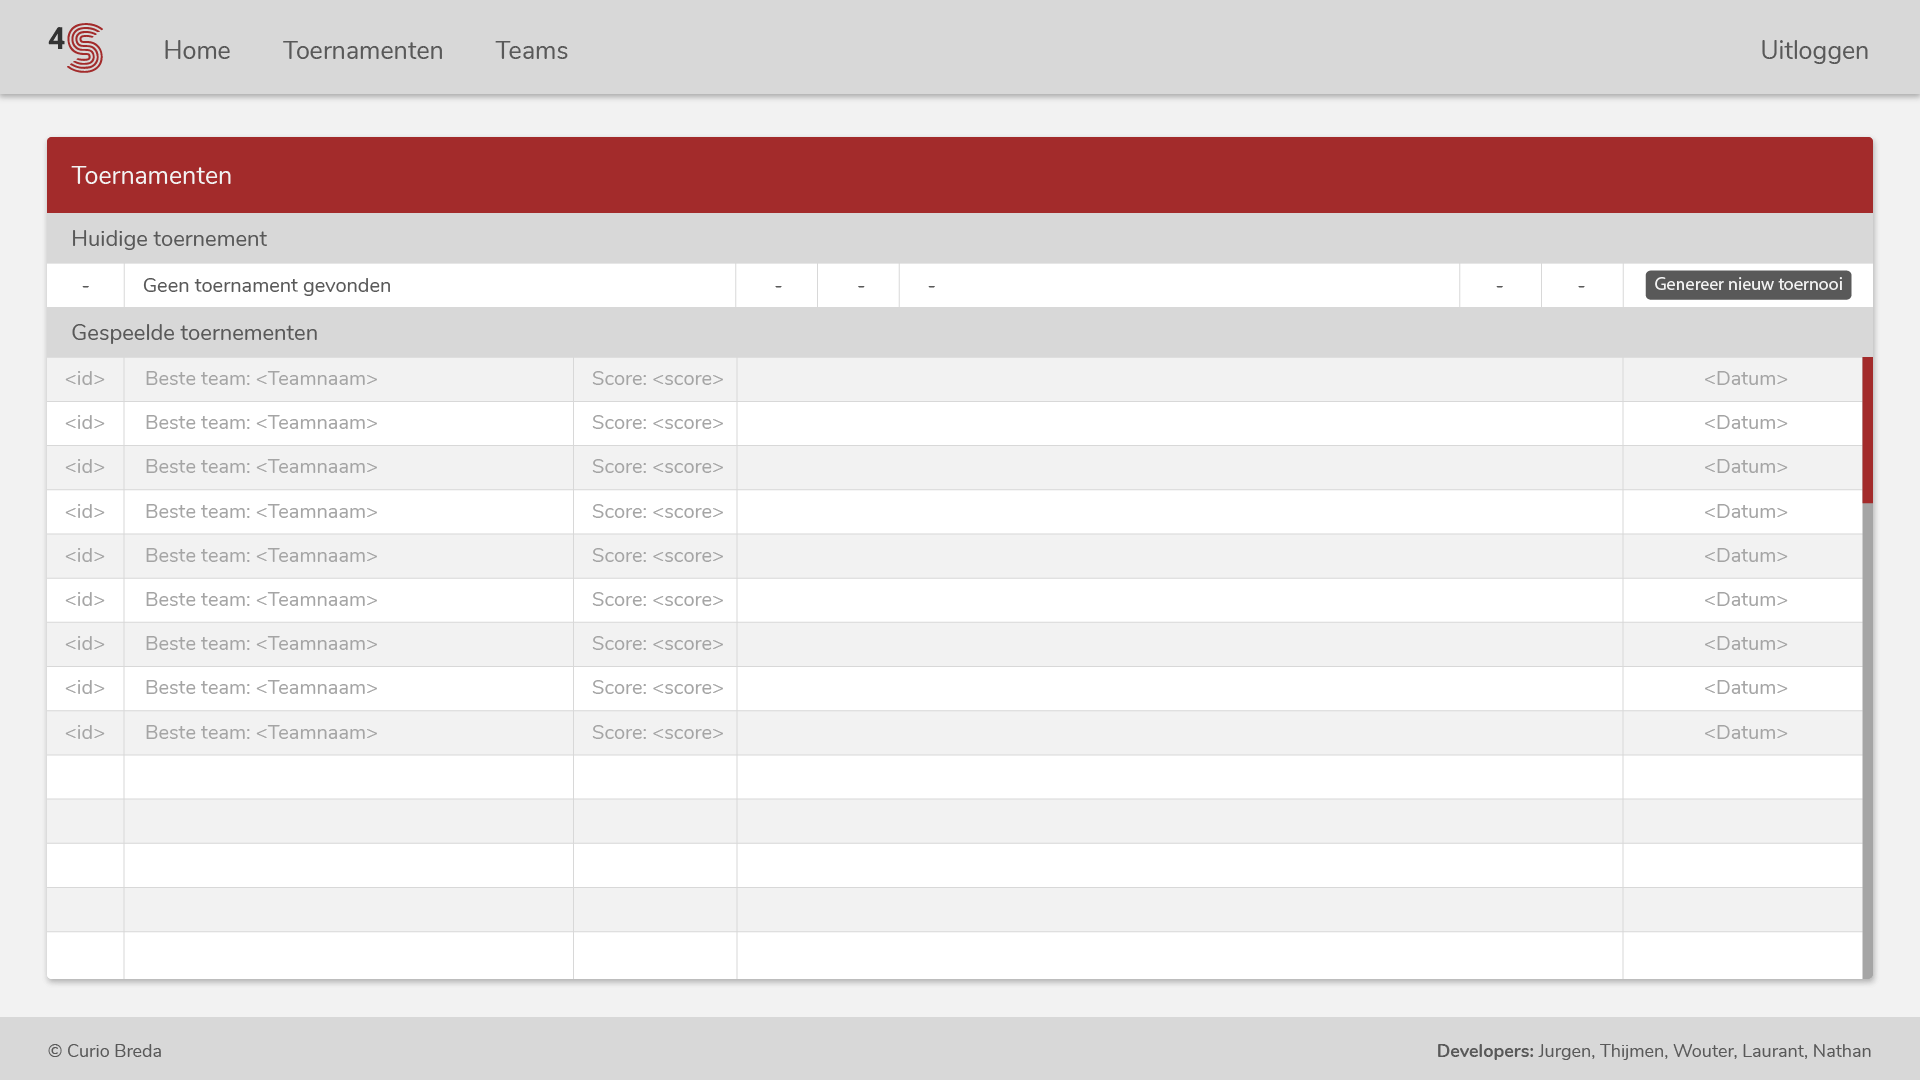 4S Home Toernamenten Teams Uitloggen
Toernamenten
Huidige toernement
- Geen toernament gevonden - - - - - Genereer nieuw toernooi
Gespeelde toernementen
<id> Beste team: <Teamnaam> Score: <score> <Datum>
<id> Beste team: <Teamnaam> Score: <score> <Datum>
<id> Beste team: <Teamnaam> Score: <score> <Datum>
<id> Beste team: <Teamnaam> Score: <score> <Datum>
<id> Beste team: <Teamnaam> Score: <score> <Datum>
<id> Beste team: <Teamnaam> Score: <score> <Datum>
<id> Beste team: <Teamnaam> Score: <score> <Datum>
<id> Beste team: <Teamnaam> Score: <score> <Datum>
<id> Beste team: <Teamnaam> Score: <score> <Datum>
© Curio Breda Developers: Jurgen, Thijmen, Wouter, Laurant, Nathan